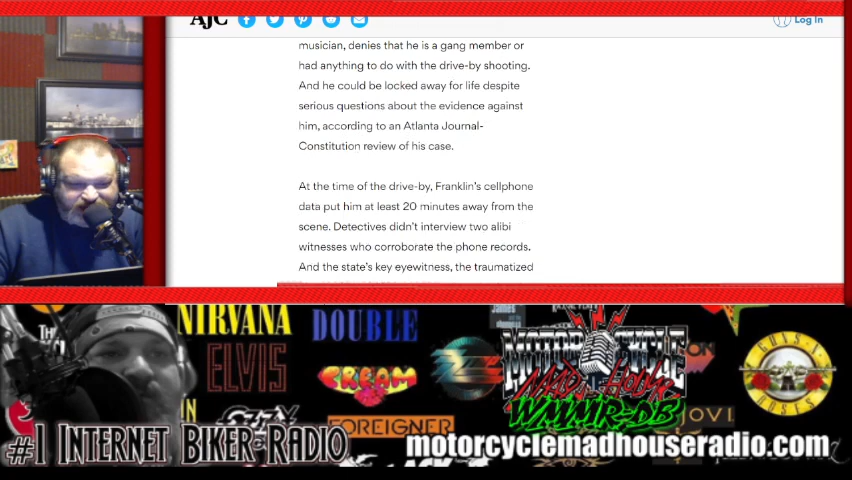 AJC
Log In
musician, denies that he is a gang member or
had anything to do with the drive-by shooting.
And he could be locked away for life despite
serious questions about the evidence against
him, according to an Atlanta Journal-
Constitution review of his case.
At the time of the drive-by, Franklin's cellphone
data put him at least 20 minutes away from the
scene. Detectives didn't interview two alibi
witnesses who corroborate the phone records.
And the state's key eyewitness, the traumatized
NIRVANA
DOUBLE
ELVIS
CREAM
ZZ
FOREIGNER
MOTORCYCLE
MADHOUSE
WMMR-DB
GUNS N
ROSES
#1 INTERNET BIKER RADIO
motorcyclemadhouseradio.com